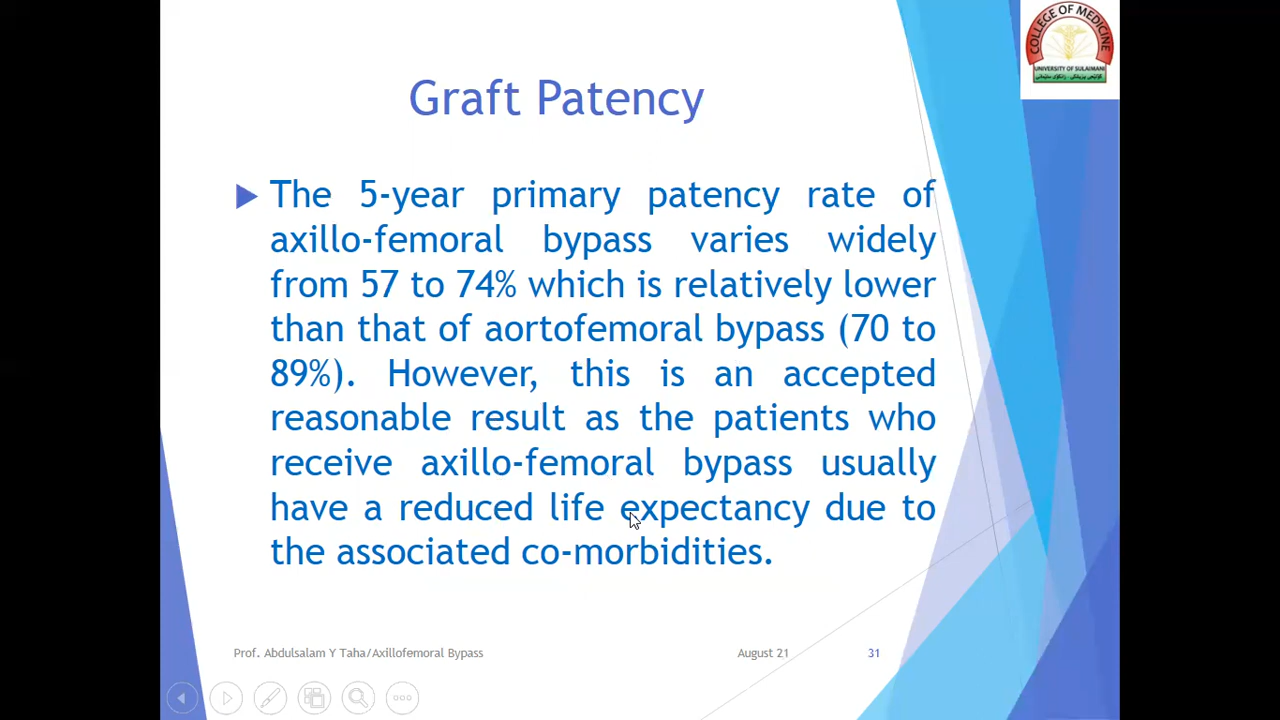 COLLEGE OF MEDICINE
UNIVERSITY OF SULAIMANI
Graft Patency
The 5-year primary patency rate of
axillo-femoral bypass varies widely
from 57 to 74% which is relatively lower
than that of aortofemoral bypass (70 to
89%). However, this is an accepted
reasonable result as the patients who
receive axillo-femoral bypass usually
have a reduced life expectancy due to
the associated co-morbidities.
Prof. Abdulsalam Y Taha/Axillofemoral Bypass
August 21
31